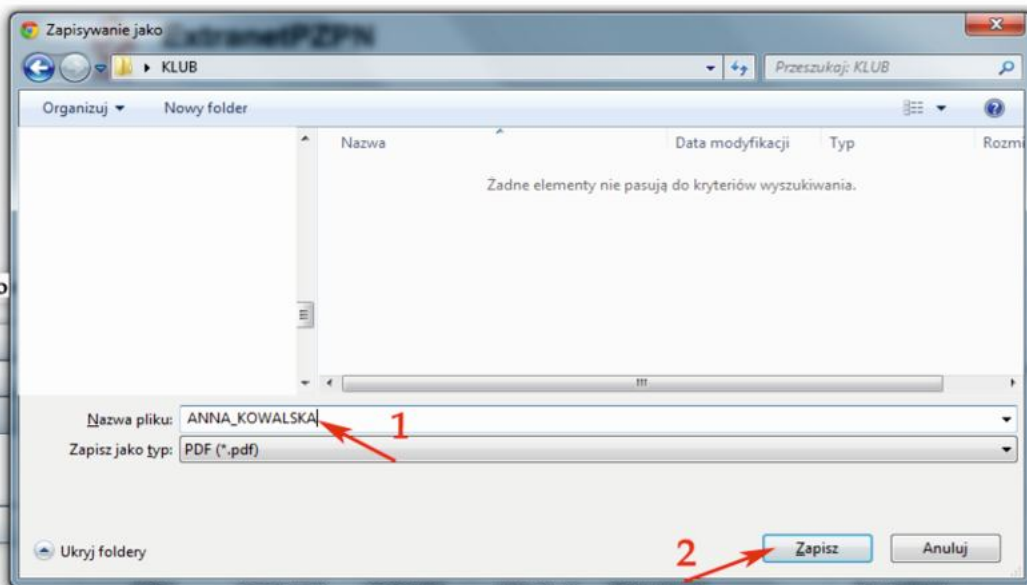 Zapisywanie jako
ExtranetPZPN
KLUB
Przeszukaj: KLUB
Organizuj
Nowy folder
Nazwa
Data modyfikacji
Typ
Rozmi
Żadne elementy nie pasują do kryteriów wyszukiwania.
Nazwa pliku:
ANNA_KOWALSKA
1
Zapisz jako typ:
PDF (*.pdf)
Ukryj foldery
2
Zapisz
Anuluj